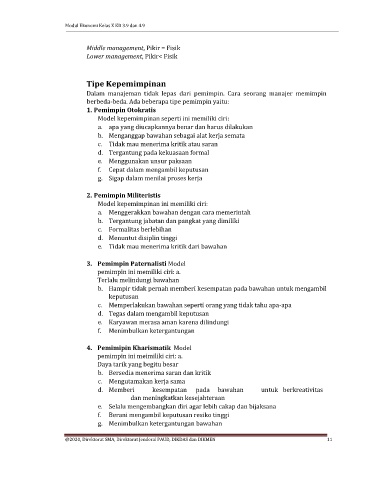 Modul Ekonomi Kelas X KD 3.9 dan 4.9
Middle management, Pikir = Fisik
Lower management, Pikir< Fisik
Tipe Kepemimpinan
Dalam manajeman tidak lepas dari pemimpin. Cara seorang manajer memimpin
berbeda-beda. Ada beberapa tipe pemimpin yaitu:
1. Pemimpin Otokratis
Model kepemimpinan seperti ini memiliki ciri:
a. apa yang diucapkannya benar dan harus dilakukan
b. Menganggap bawahan sebagai alat kerja semata
c. Tidak mau menerima kritik atau saran
d. Tergantung pada kekuasaan formal
e. Menggunakan unsur paksaan
f. Cepat dalam mengambil keputusan
g. Sigap dalam menilai proses kerja
2. Pemimpin Militeristis
Model kepemimpinan ini memiliki ciri:
a. Menggerakkan bawahan dengan cara memerintah
b. Tergantung jabatan dan pangkat yang dimiliki
c. Formalitas berlebihan
d. Menuntut disiplin tinggi
e. Tidak mau menerima kritik dari bawahan
3. Pemimpin Paternalisti Model
pemimpin ini memiliki ciri: a.
Terlalu melindungi bawahan
b. Hampir tidak pernah memberi kesempatan pada bawahan untuk mengambil
keputusan
c. Memperlakukan bawahan seperti orang yang tidak tahu apa-apa
d. Tegas dalam mengambil keputusan
e. Karyawan merasa aman karena dilindungi
f. Menimbulkan ketergantungan
4. Pemimipin Kharismatik Model
pemimpin ini meimiliki ciri: a.
Daya tarik yang begitu besar
b. Bersedia menerima saran dan kritik
c. Mengutamakan kerja sama
d. Memberi kesempatan pada bawahan untuk berkreativitas
dan meningkatkan kesejahteraan
e. Selalu mengembangkan diri agar lebih cakap dan bijaksana
f. Berani mengambil keputusan resiko tinggi
g. Menimbulkan ketergantungan bawahan
@2020, Direktorat SMA, Direktorat Jenderal PAUD, DIKDAS dan DIKMEN 11